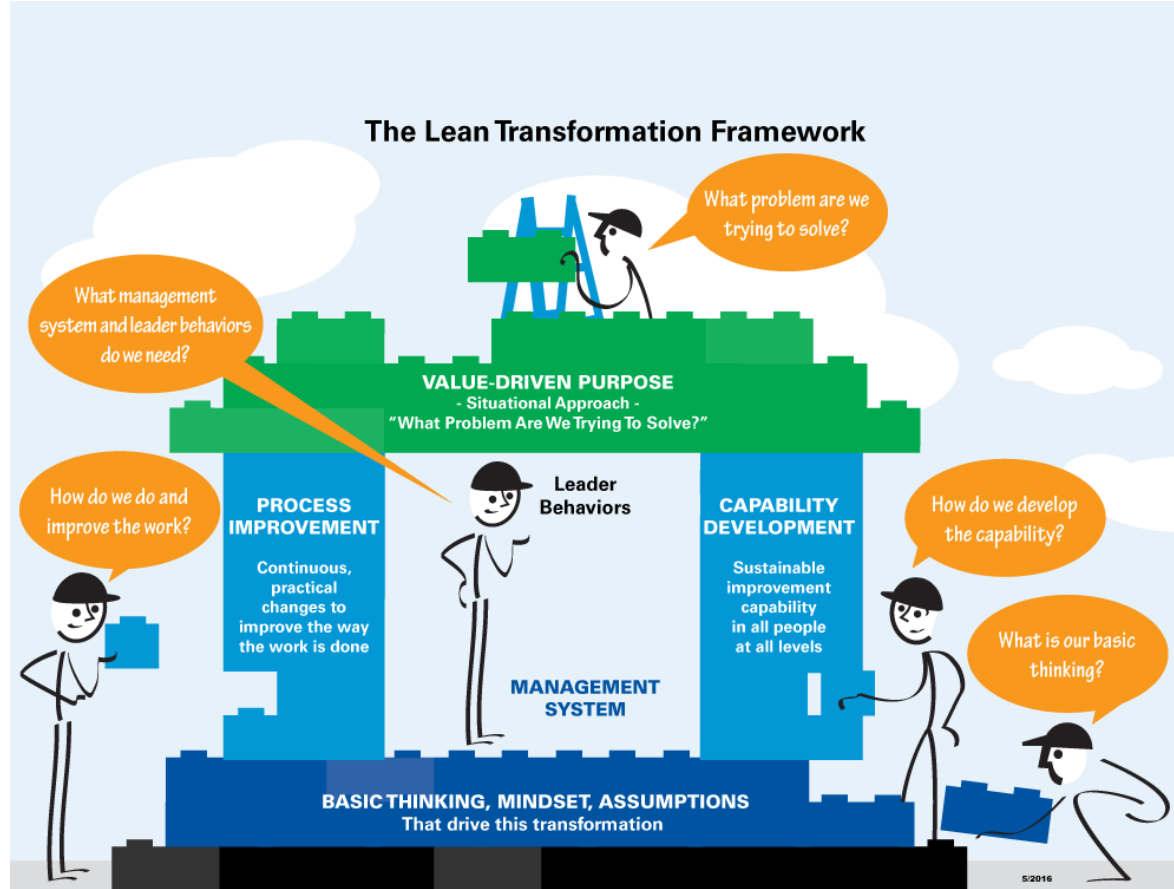 The Lean Transformation Framework
What problem are we
trying to solve?
What management
system and leader behaviors
do we need?
VALUE-DRIVEN PURPOSE
- Situational Approach -
“What Problem Are We Trying To Solve?”
How do we do and
improve the work?
PROCESS
IMPROVEMENT
Continuous,
practical
changes to
improve the way
the work is done
Leader
Behaviors
MANAGEMENT
SYSTEM
CAPABILITY
DEVELOPMENT
Sustainable
improvement
capability
in all people
at all levels
How do we develop
the capability?
What is our basic
thinking?
BASIC THINKING, MINDSET, ASSUMPTIONS
That drive this transformation
5/2016